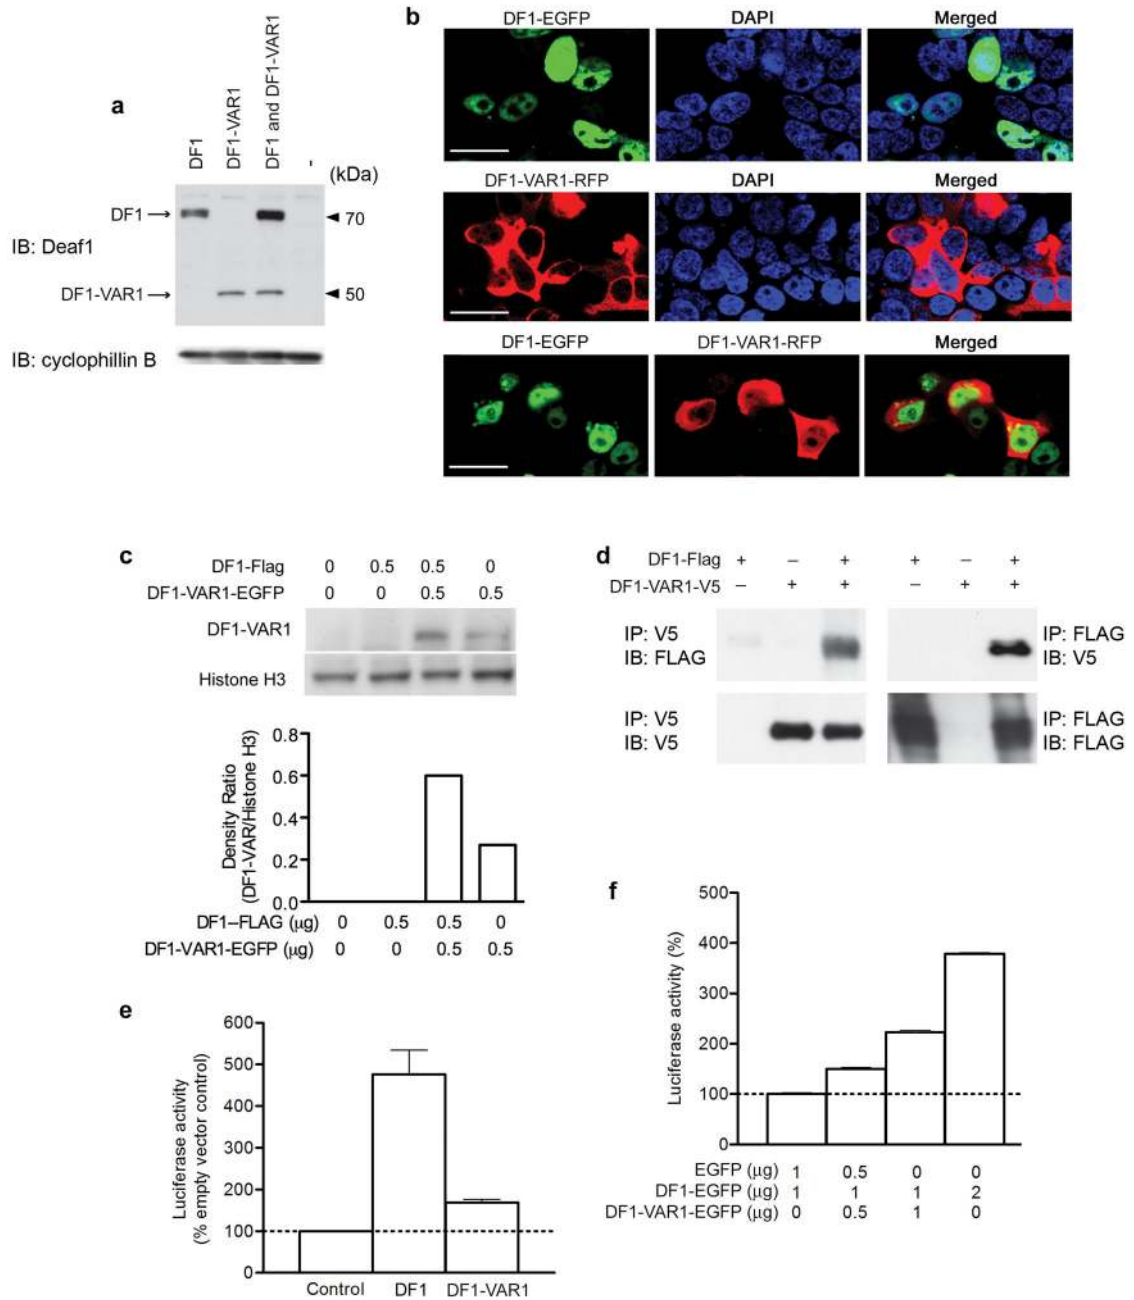 a
DF1
DF1-VAR1
DF1 and DF1-VAR1
-
(kDa)
DF1
70
IB: Deaf1
DF1-VAR1
50
IB: cyclophillin B
b
DF1-EGFP
DAPI
Merged
DF1-VAR1-RFP
DAPI
Merged
DF1-EGFP
DF1-VAR1-RFP
Merged
c
DF1-Flag 0 0.5 0.5 0
DF1-VAR1-EGFP 0 0 0.5 0.5
DF1-VAR1
Histone H3
Density Ratio
(DF1-VAR/Histone H3)
0.8
0.6
0.4
0.2
0.0
DF1--FLAG (µg) 0 0.5 0.5 0
DF1-VAR1-EGFP (µg) 0 0 0.5 0.5
d
DF1-Flag + – + + – +
DF1-VAR1-V5 – + + – + +
IP: V5
IB: FLAG
IP: FLAG
IB: V5
IP: V5
IB: V5
IP: FLAG
IB: FLAG
e
Luciferase activity
(% empty vector control)
600
500
400
300
200
100
0
Control DF1 DF1-VAR1
f
Luciferase activity (%)
500
400
300
200
100
0
EGFP (µg) 1 0.5 0 0
DF1-EGFP (µg) 1 1 1 2
DF1-VAR1-EGFP (µg) 0 0.5 1 0